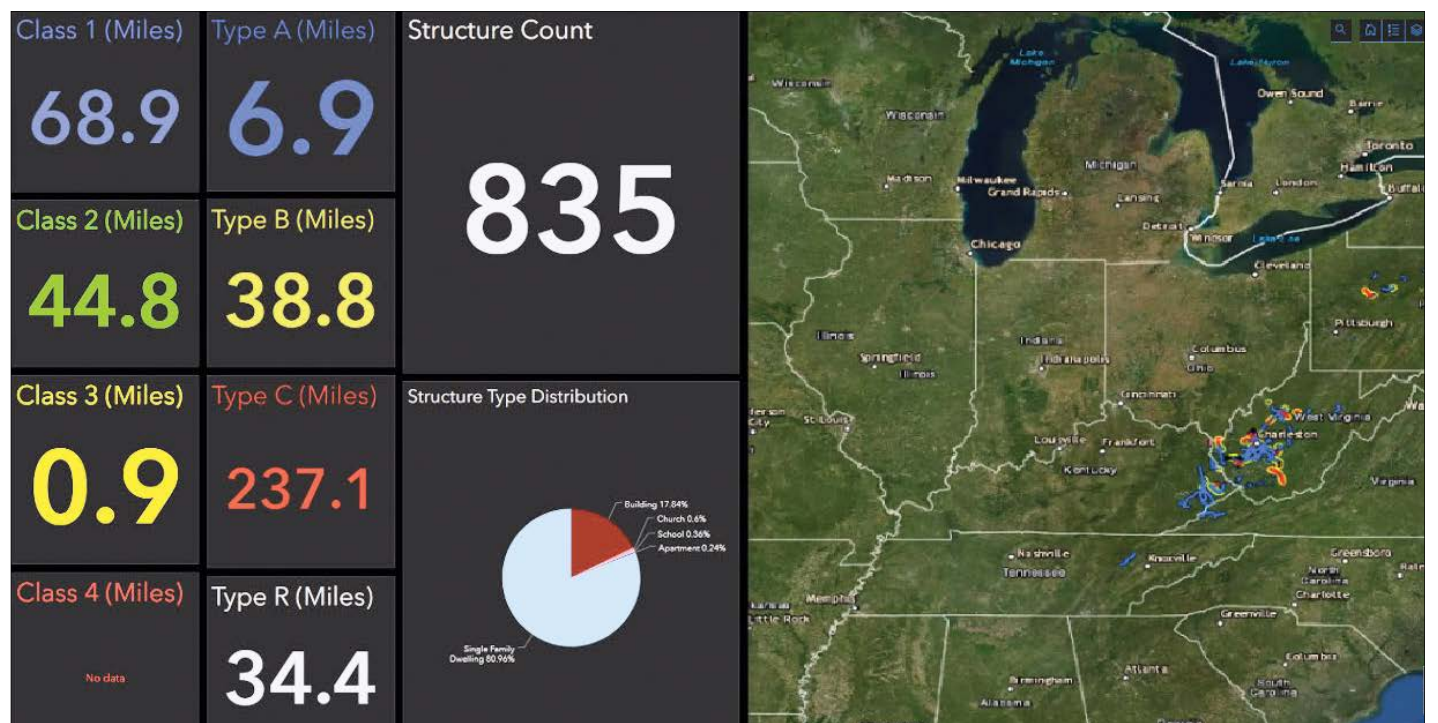 Class 1 (Miles)
68.9
Type A (Miles)
6.9
Structure Count
835
Class 2 (Miles)
44.8
Type B (Miles)
38.8
Class 3 (Miles)
0.9
Type C (Miles)
237.1
Class 4 (Miles)
No data
Type R (Miles)
34.4
Structure Type Distribution
Building 17.84%
Church 0.6%
School 0.36%
Apartment 0.24%
Single Family
Dwelling 80.96%
Lake
Michigan
Lake Huron
Wisconsin
Owen Sound
Barrie
Wisconsin
Toronto
Michigan
Hamilton
Madison
Milwaukee
Grand Rapids
Sarnia
London
Lansing
Detroit
Windsor
Lake Erie
Chicago
Cleveland
Pittsburgh
Illinois
Indiana
Columbus
Springfield
Indianapolis
Ohio
Illinois
Cincinnati
West Virginia
St. Louis
City
Charleston
Louisville
Frankfort
Kentucky
Virginia
Nashville
Knoxville
Greensboro
Tennessee
North
Carolina
Charlotte
Memphis
Little Rock
Greenville
Columbia
Atlanta
Birmingham
South
Carolina
Alabama